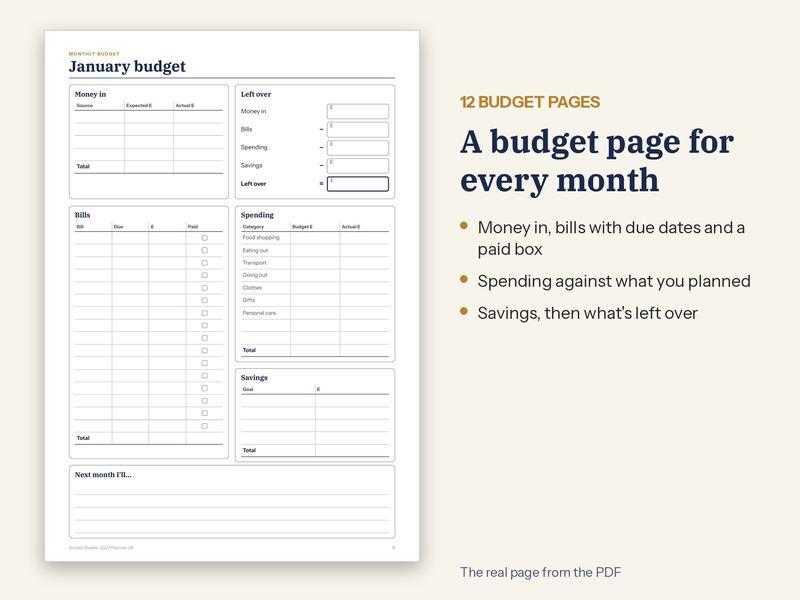 MONTHLY BUDGET
January budget
Money in
Source Expected £ Actual £
Total
Left over
Money in £
Bills – £
Spending – £
Savings – £
Left over = £
Bills
Bill Due £ Paid
Total
Spending
Category Budget £ Actual £
Food shopping
Eating out
Transport
Going out
Clothes
Gifts
Personal care
Total
Savings
Goal £
Total
Next month I'll...
Sorted Sheets · 2027 Planner UK
12 BUDGET PAGES
A budget page for
every month
Money in, bills with due dates and a
paid box
Spending against what you planned
Savings, then what's left over
The real page from the PDF